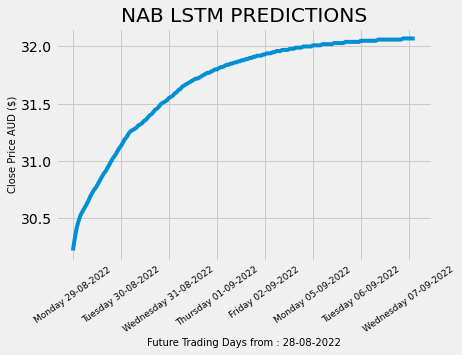 NAB LSTM PREDICTIONS
Close Price AUD ($)
32.0
31.5
31.0
30.5
Monday 29-08-2022
Tuesday 30-08-2022
Wednesday 31-08-2022
Thursday 01-09-2022
Friday 02-09-2022
Monday 05-09-2022
Tuesday 06-09-2022
Wednesday 07-09-2022
Future Trading Days from : 28-08-2022